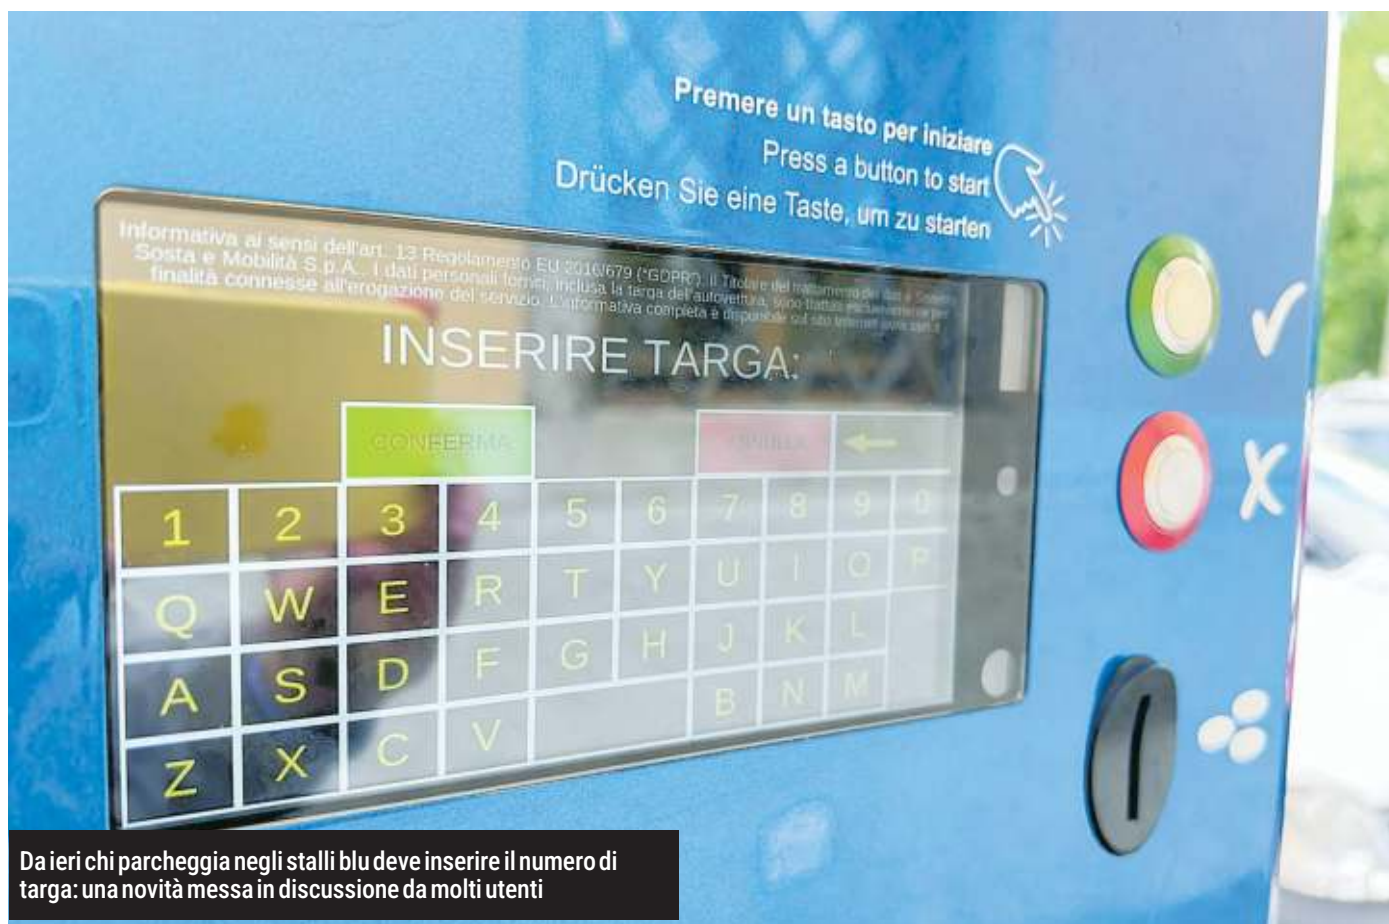 Premere un tasto per iniziare
Press a button to start
Drücken Sie eine Taste, um zu starten
Informativa ai sensi dell'art. 13 Regolamento EU 2016/679 ("GDPR"). Il Titolare del trattamento dei dati è
Sosta e Mobilità S.p.A.. I dati personali forniti, inclusa la targa dell'autovettura, sono trattati esclusivamente per
finalità connesse all'erogazione del servizio. L'informativa completa è disponibile sul sito internet
INSERIRE TARGA:
CONFERMA ANNULLA
1 2 3 4 5 6 7 8 9 0
Q W E R T Y U I O P
A S D F G H J K L
Z X C V B N M
Da ieri chi parcheggia negli stalli blu deve inserire il numero di
targa: una novità messa in discussione da molti utenti